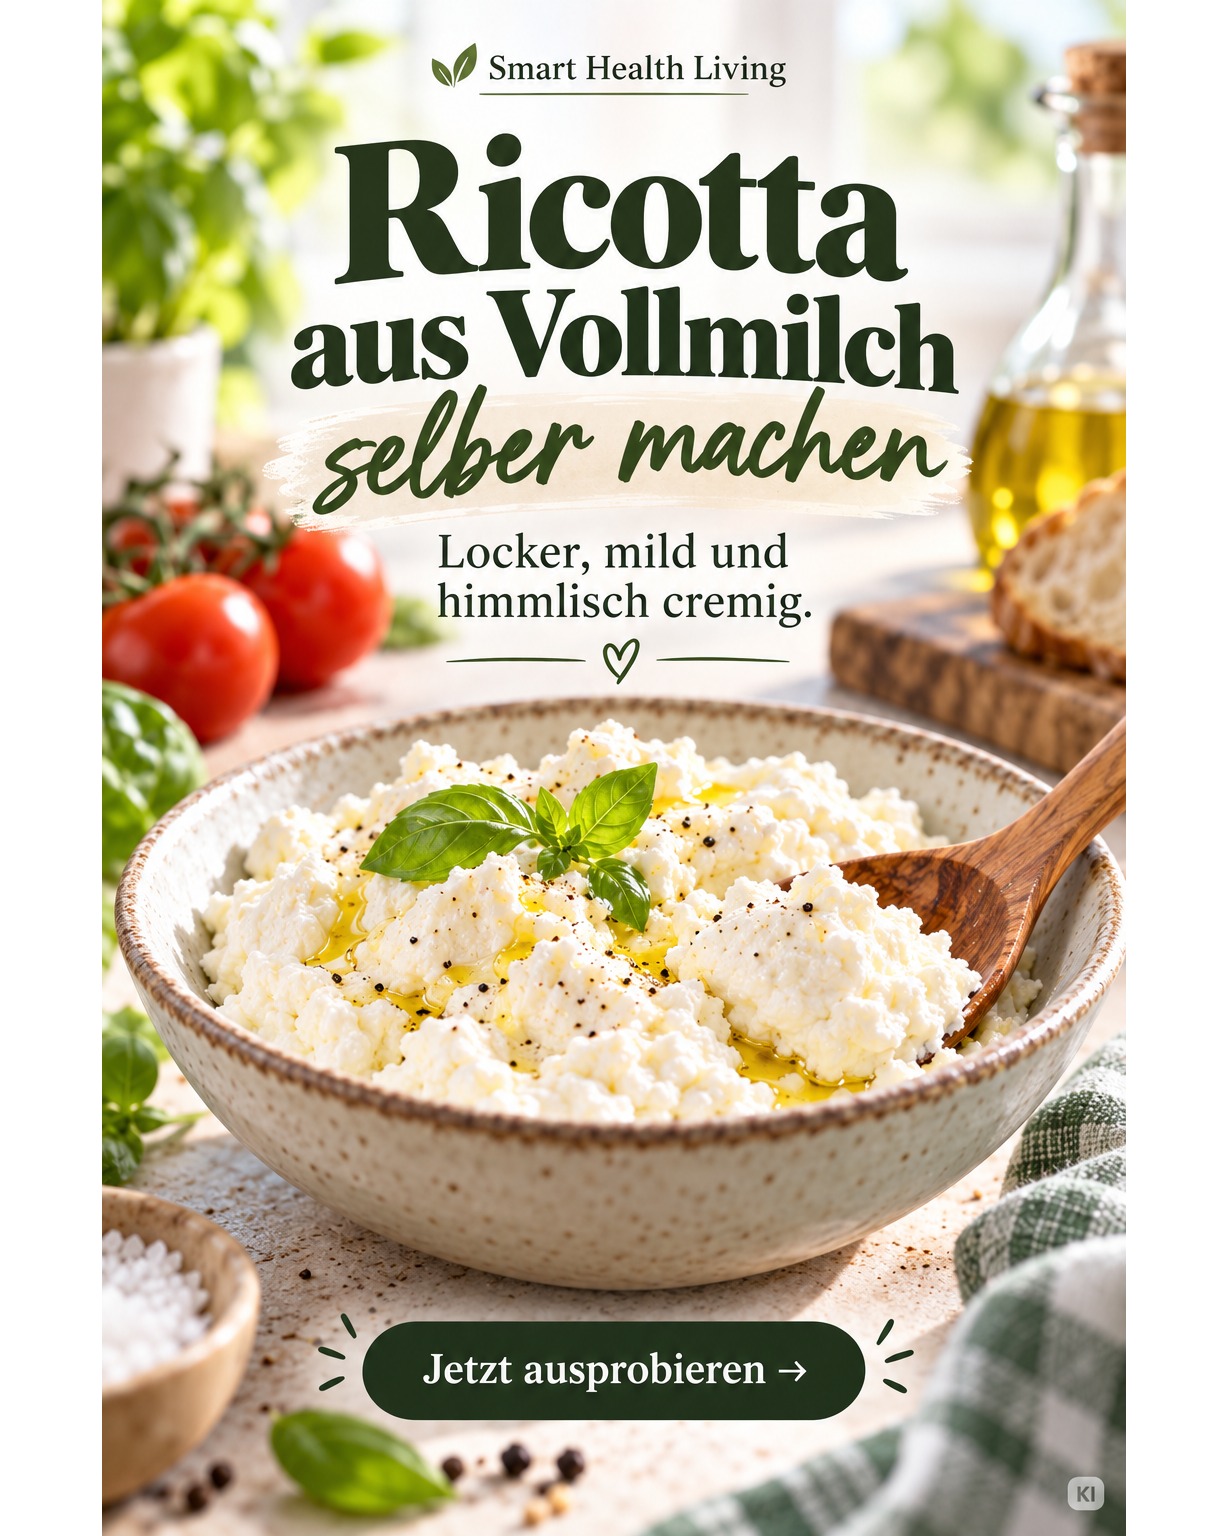 Smart Health Living
Ricotta
aus Vollmilch
selber machen
Locker, mild und
himmlisch cremig.
Jetzt ausprobieren →
KI